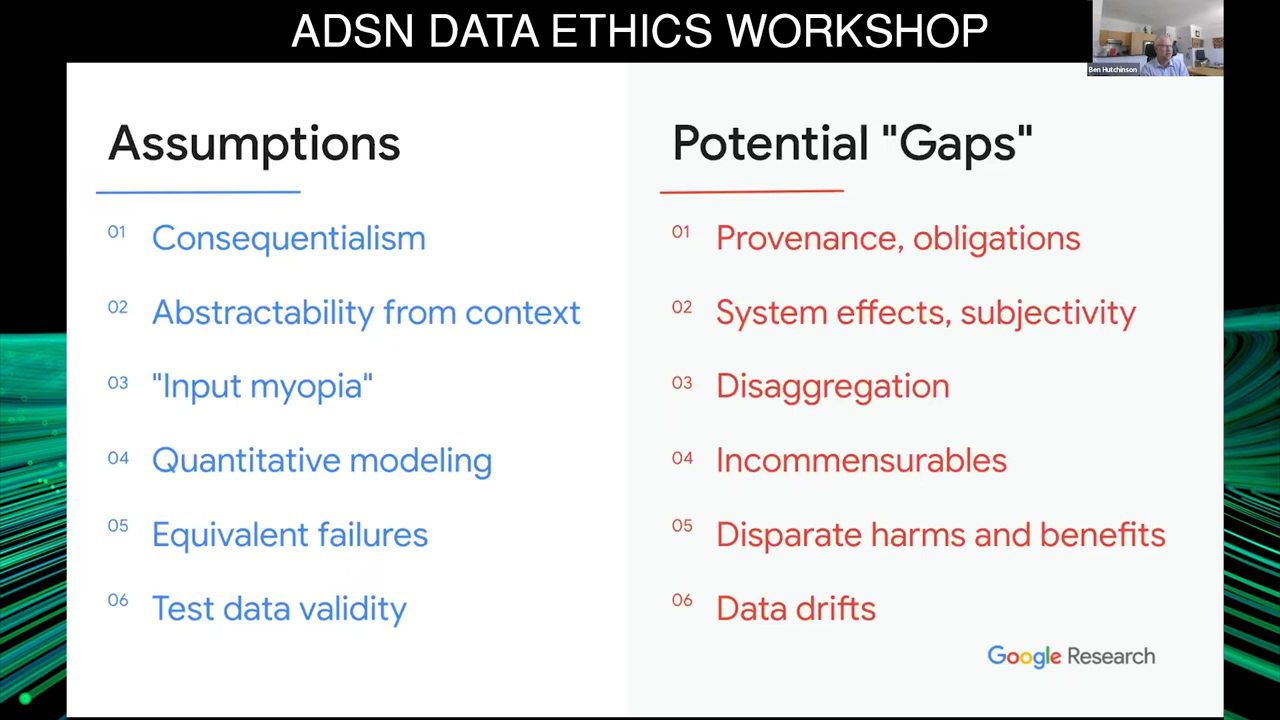 ADSN DATA ETHICS WORKSHOP
Ben Hutchinson
Assumptions
01 Consequentialism
02 Abstractability from context
03 "Input myopia"
04 Quantitative modeling
05 Equivalent failures
06 Test data validity
Potential "Gaps"
01 Provenance, obligations
02 System effects, subjectivity
03 Disaggregation
04 Incommensurables
05 Disparate harms and benefits
06 Data drifts
Google Research